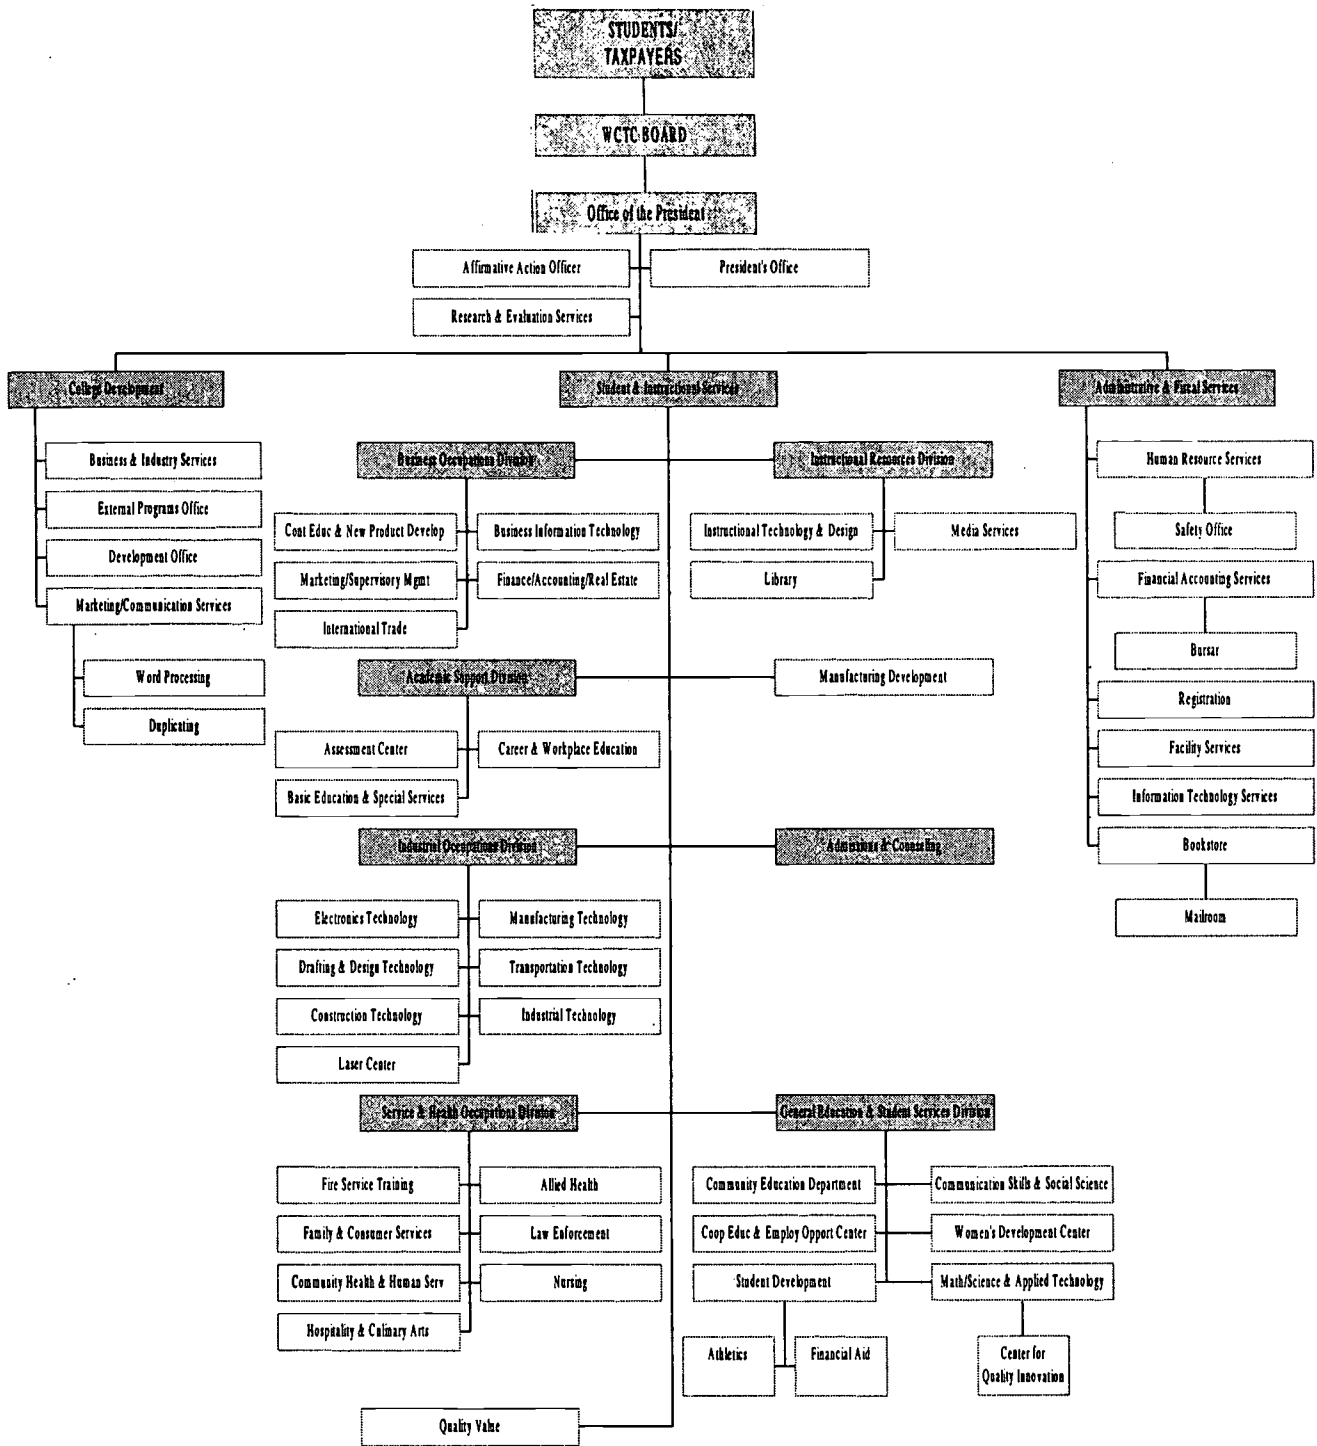 STUDENTS/
TAXPAYERS
WCTC BOARD
Office of the President
Affirmative Action Officer
President's Office
Research & Evaluation Services
College Development
Student & Instructional Services
Administrative & Fiscal Services
Business & Industry Services
External Programs Office
Development Office
Marketing/Communication Services
Word Processing
Duplicating
Business Occupations Division
Instructional Resources Division
Cont Educ & New Product Develop
Business Information Technology
Marketing/Supervisory Mgmt
Finance/Accounting/Real Estate
International Trade
Instructional Technology & Design
Media Services
Library
Academic Support Division
Manufacturing Development
Assessment Center
Career & Workplace Education
Basic Education & Special Services
Industrial Occupations Division
Admissions & Counseling
Electronics Technology
Manufacturing Technology
Drafting & Design Technology
Transportation Technology
Construction Technology
Industrial Technology
Laser Center
Service & Health Occupations Division
General Education & Student Services Division
Fire Service Training
Allied Health
Family & Consumer Services
Law Enforcement
Community Health & Human Serv
Nursing
Hospitality & Culinary Arts
Community Education Department
Communication Skills & Social Science
Coop Educ & Employ Opport Center
Women's Development Center
Student Development
Math/Science & Applied Technology
Athletics
Financial Aid
Center for
Quality Innovation
Quality Value
Human Resource Services
Safety Office
Financial Accounting Services
Bursar
Registration
Facility Services
Information Technology Services
Bookstore
Mailroom